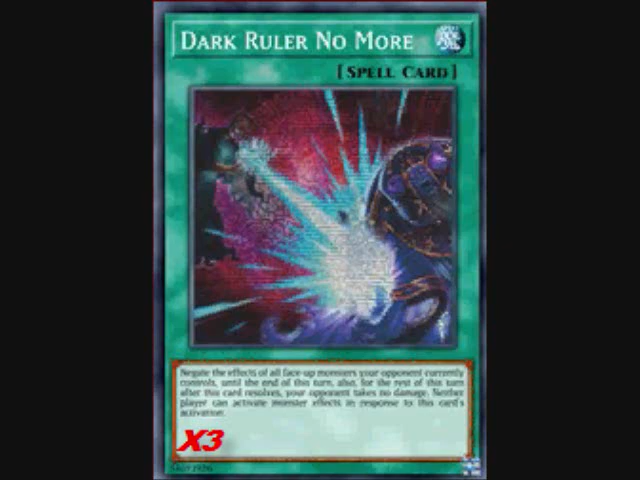 DARK RULER NO MORE
[SPELL CARD]
Negate the effects of all face-up monsters your opponent currently
controls, until the end of this turn, also, for the rest of this turn
after this card resolves, your opponent takes no damage. Neither
player can activate monster effects in response to this card's
activation.
X3